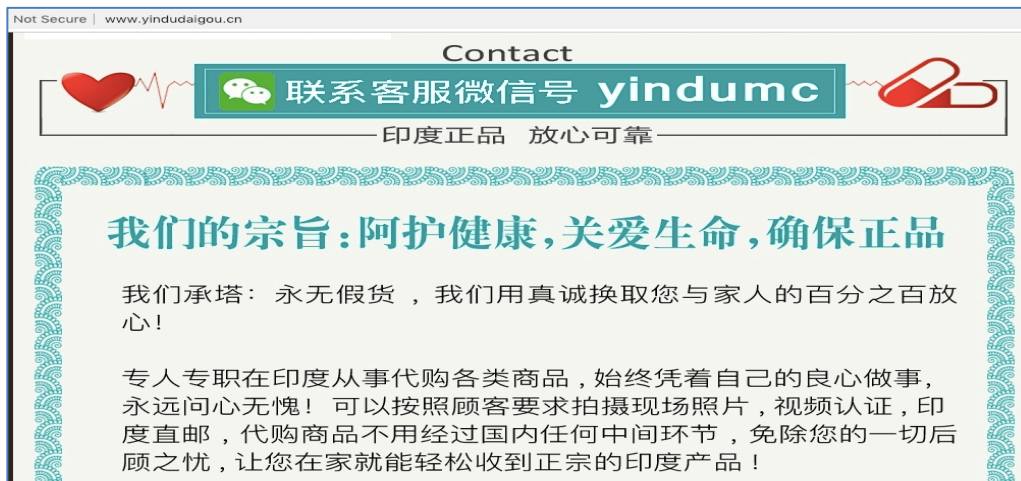 Not Secure | www.yindudaigou.cn
Contact
联系客服微信号 yindumc
印度正品 放心可靠
我们的宗旨:阿护健康,关爱生命,确保正品
我们承塔: 永无假货 , 我们用真诚换取您与家人的百分之百放
心!
专人专职在印度从事代购各类商品 , 始终凭着自己的良心做事,
永远问心无愧! 可以按照顾客要求拍摄现场照片 , 视频认证 , 印
度直邮 , 代购商品不用经过国内任何中间环节 , 免除您的一切后
顾之忧 , 让您在家就能轻松收到正宗的印度产品 !